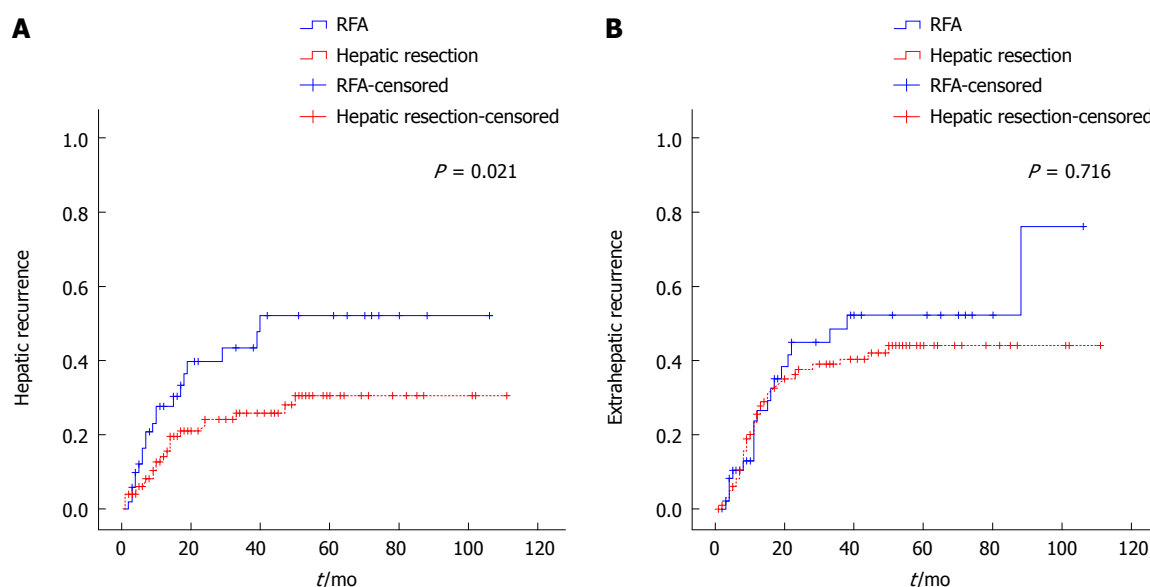 A
RFA
Hepatic resection
RFA-censored
Hepatic resection-censored
P = 0.021
Hepatic recurrence
1.0
0.8
0.6
0.4
0.2
0.0
0 20 40 60 80 100 120
t/mo
B
RFA
Hepatic resection
RFA-censored
Hepatic resection-censored
P = 0.716
Extrahepatic recurrence
1.0
0.8
0.6
0.4
0.2
0.0
0 20 40 60 80 100 120
t/mo